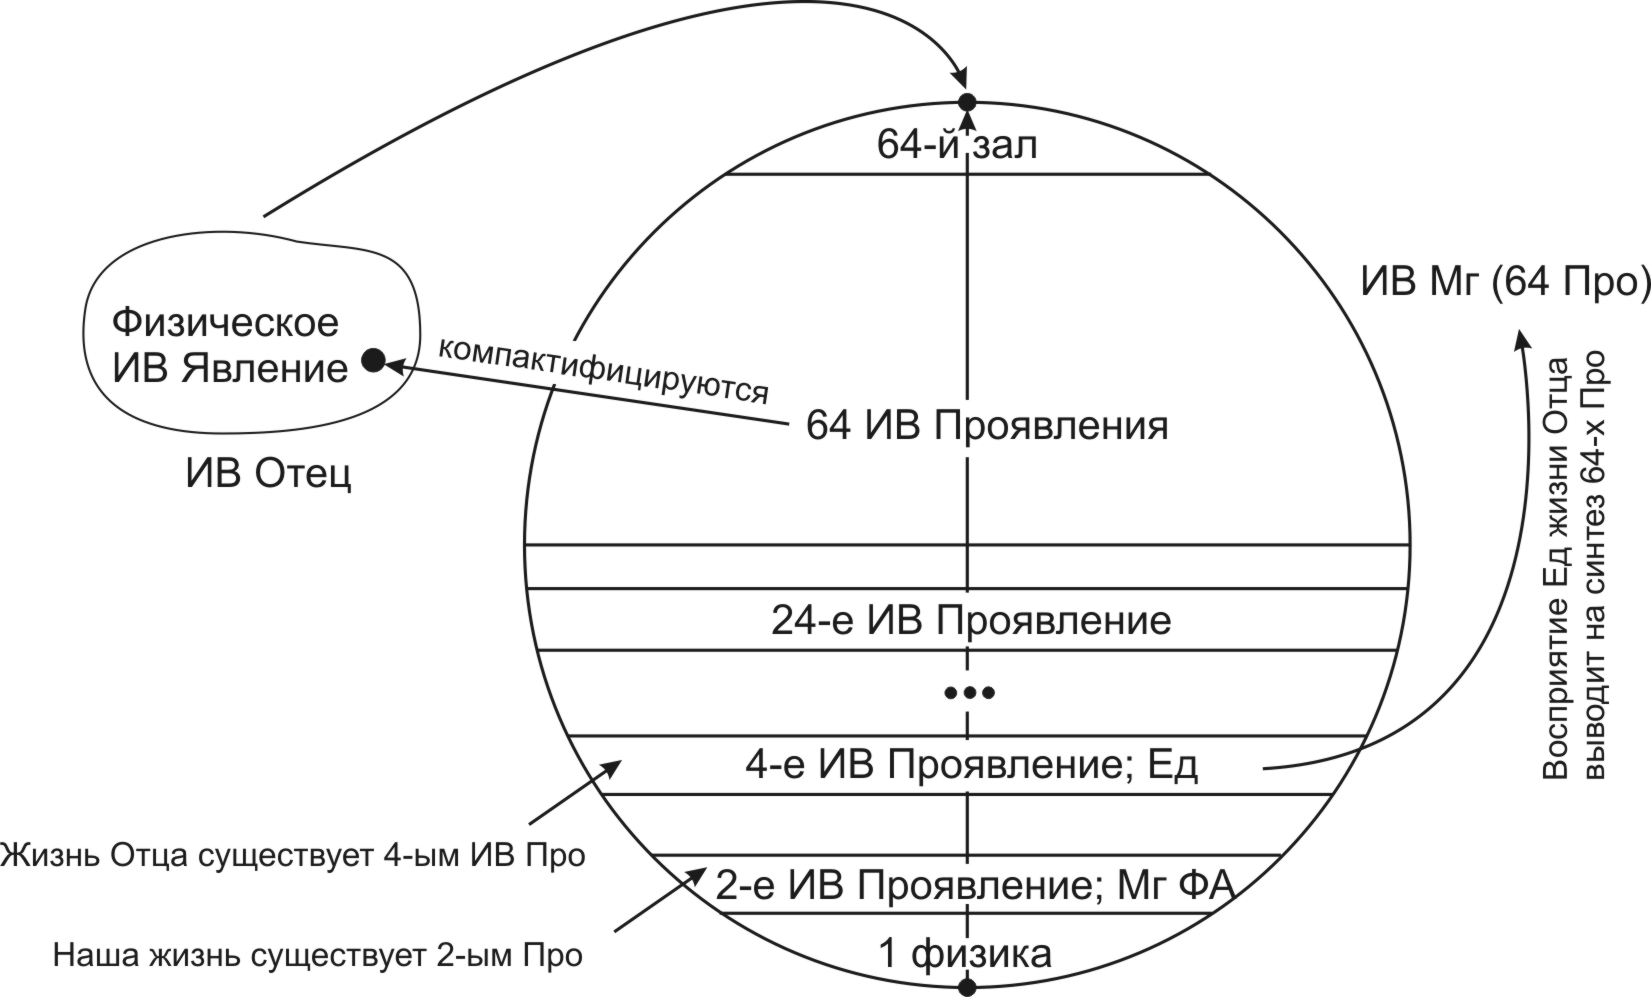 64-й зал
ИВ Мг (64 Про)
Физическое
ИВ Явление
компактифицируются
64 ИВ Проявления
ИВ Отец
Восприятие Ед жизни Отца
выводит на синтез 64-х Про
24-е ИВ Проявление
•••
4-е ИВ Проявление; Ед
Жизнь Отца существует 4-ым ИВ Про
2-е ИВ Проявление; Мг ФА
Наша жизнь существует 2-ым Про
1 физика